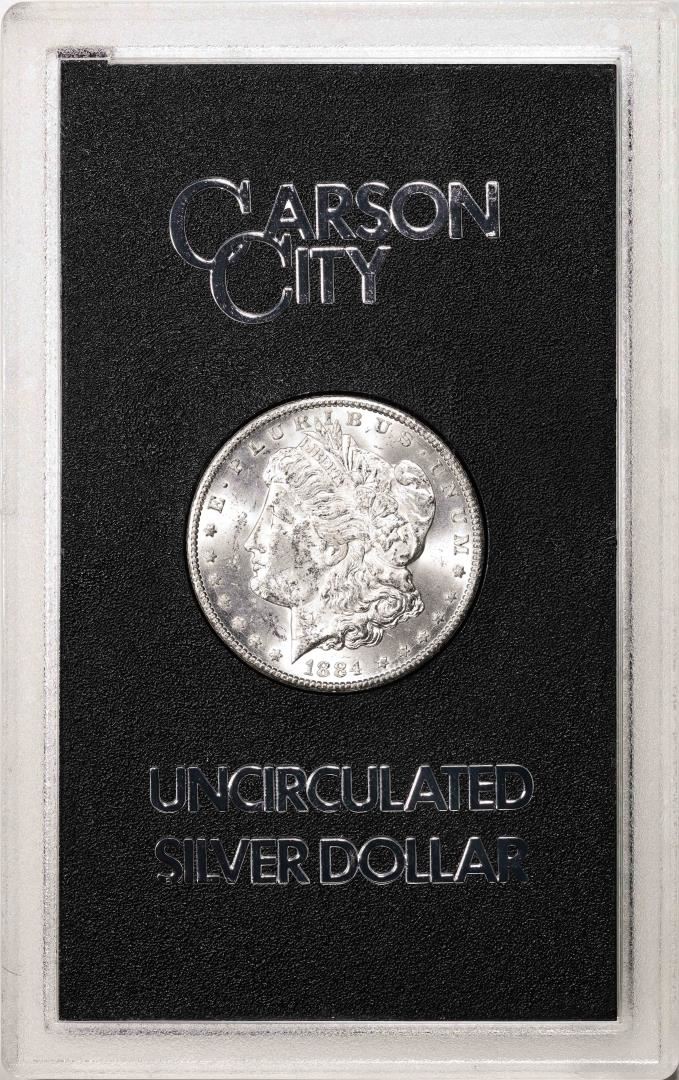 CARSON
CITY
E · PLURIBUS · UNUM
LIBERTY
1884
UNCIRCULATED
SILVER DOLLAR